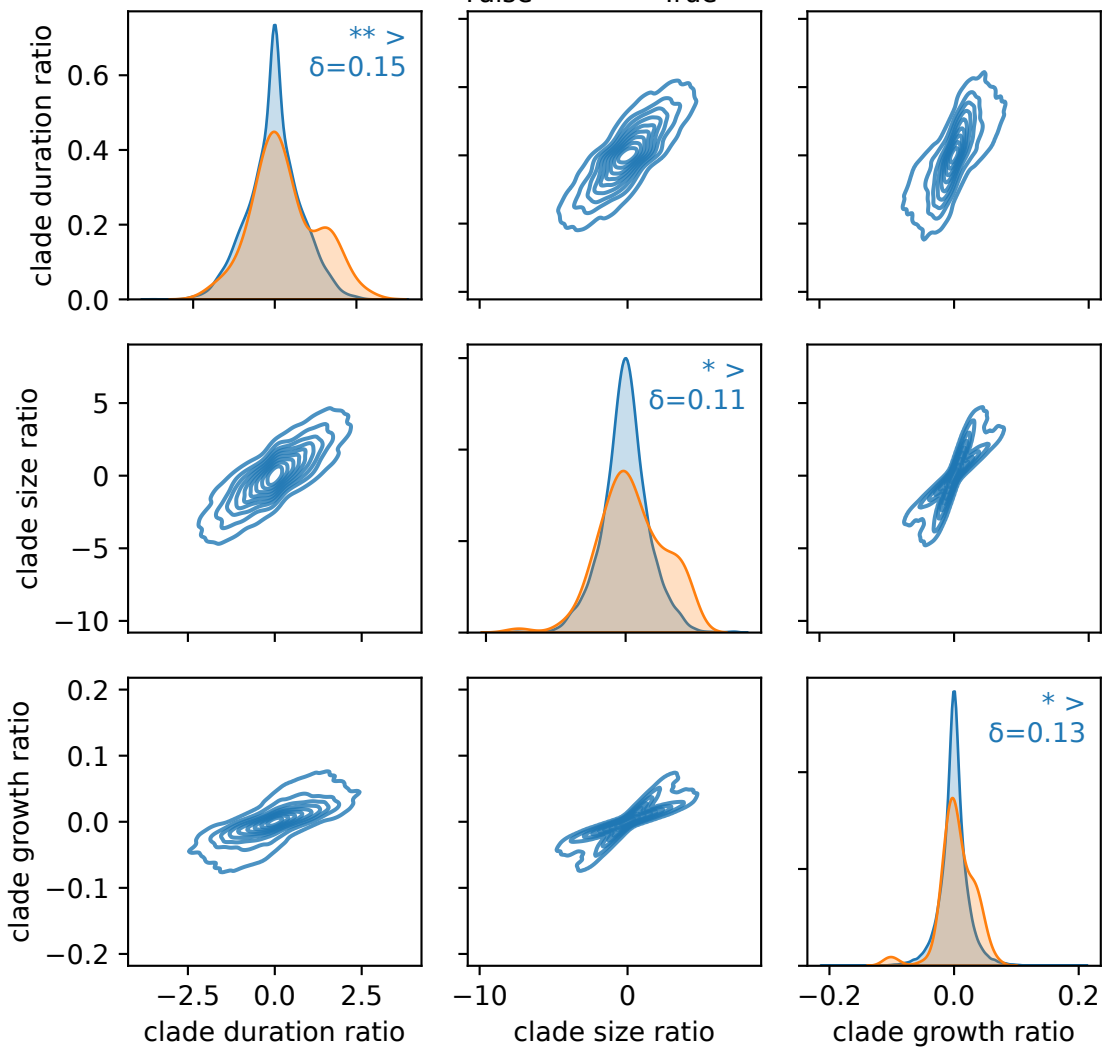 True
clade duration ratio
0.6
0.4
0.2
0.0
** >
δ=0.15
clade size ratio
5
0
−5
−10
* >
δ=0.11
clade growth ratio
0.2
0.1
0.0
−0.1
−0.2
* >
δ=0.13
−2.5
0.0
2.5
−10
0
−0.2
0.0
0.2
clade duration ratio
clade size ratio
clade growth ratio